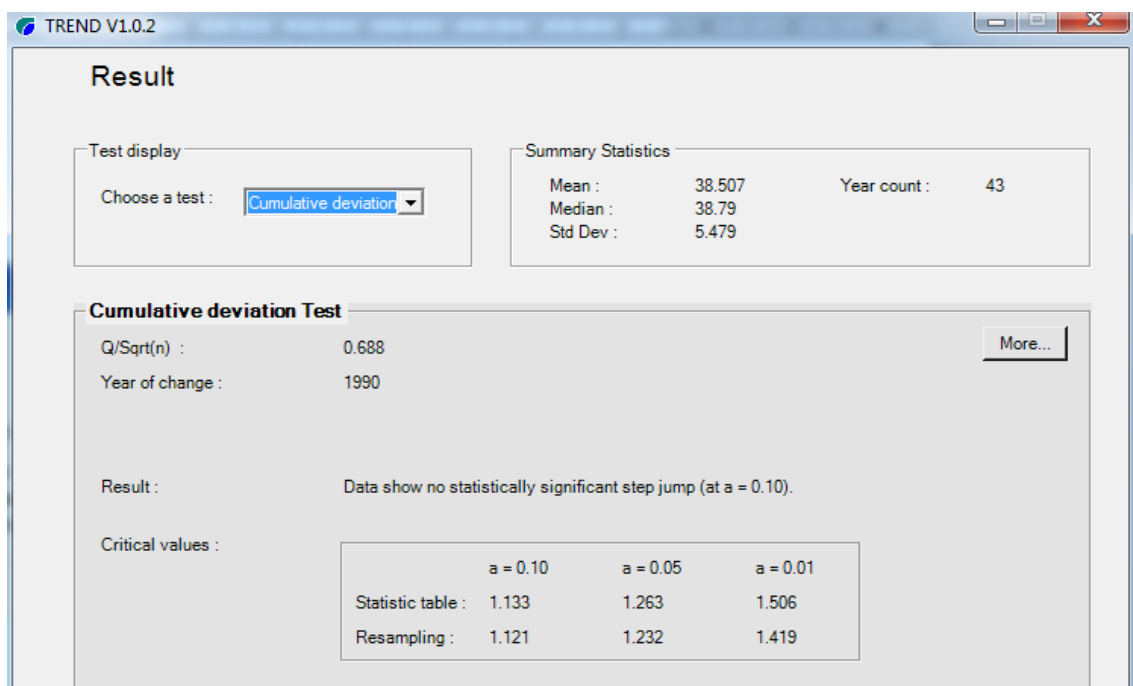 TREND V1.0.2
Result
Test display
Choose a test : Cumulative deviation
Summary Statistics
Mean : 38.507 Year count : 43
Median : 38.79
Std Dev : 5.479
Cumulative deviation Test
Q/Sqrt(n) : 0.688
More...
Year of change : 1990
Result : Data show no statistically significant step jump (at a = 0.10).
Critical values :
a = 0.10 a = 0.05 a = 0.01
Statistic table : 1.133 1.263 1.506
Resampling : 1.121 1.232 1.419